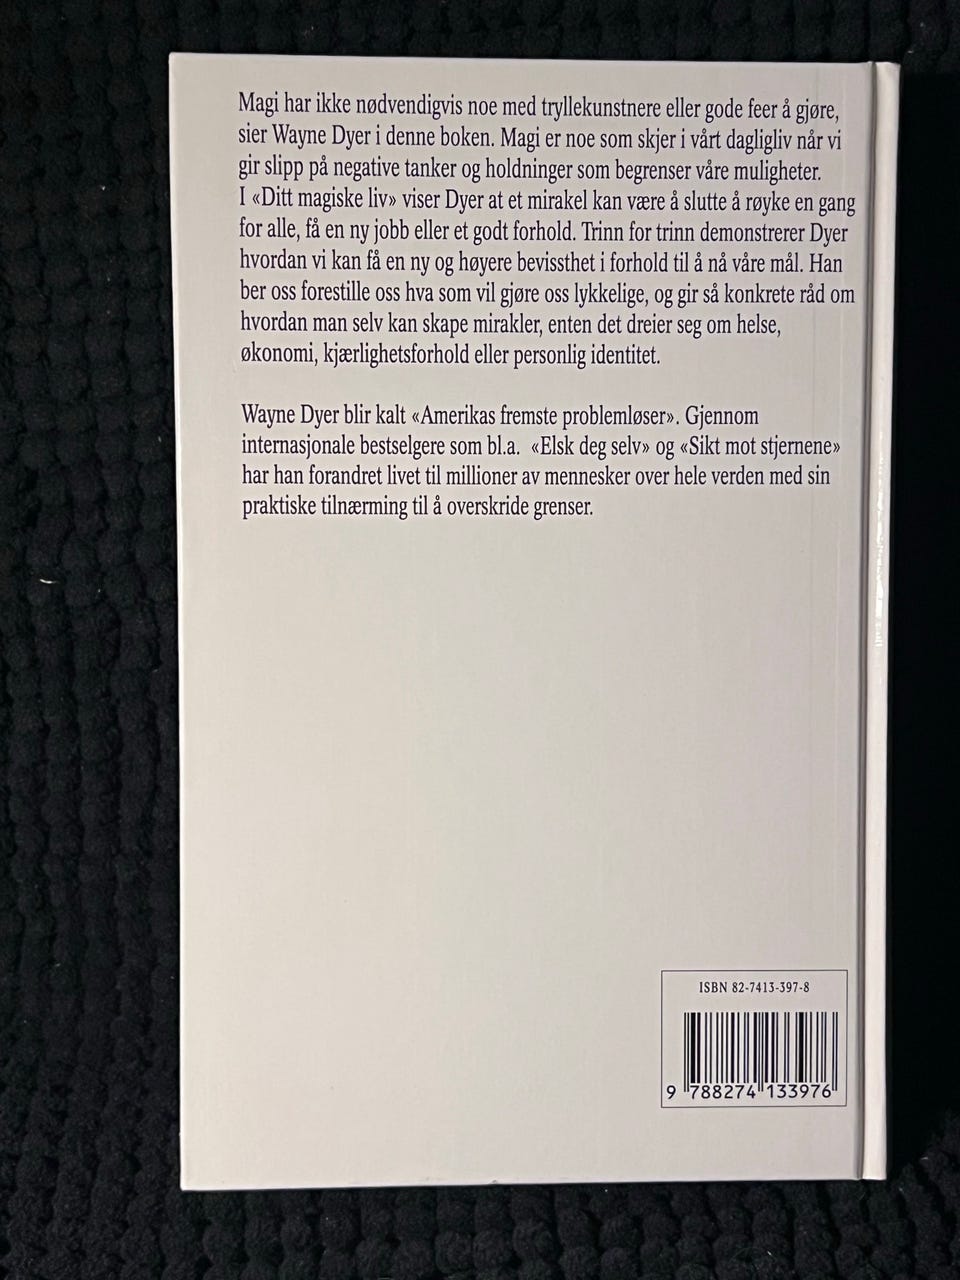 Magi har ikke nødvendigvis noe med tryllekunstnere eller gode feer å gjøre,
sier Wayne Dyer i denne boken. Magi er noe som skjer i vårt dagligliv når vi
gir slipp på negative tanker og holdninger som begrenser våre muligheter.
I «Ditt magiske liv» viser Dyer at et mirakel kan være å slutte å røyke en gang
for alle, få en ny jobb eller et godt forhold. Trinn for trinn demonstrerer Dyer
hvordan vi kan få en ny og høyere bevissthet i forhold til å nå våre mål. Han
ber oss forestille oss hva som vil gjøre oss lykkelige, og gir så konkrete råd om
hvordan man selv kan skape mirakler, enten det dreier seg om helse,
økonomi, kjærlighetsforhold eller personlig identitet.
Wayne Dyer blir kalt «Amerikas fremste problemløser». Gjennom
internasjonale bestselgere som bl.a. «Elsk deg selv» og «Sikt mot stjernene»
har han forandret livet til millioner av mennesker over hele verden med sin
praktiske tilnærming til å overskride grenser.
ISBN 82-7413-397-8
9 788274 133976